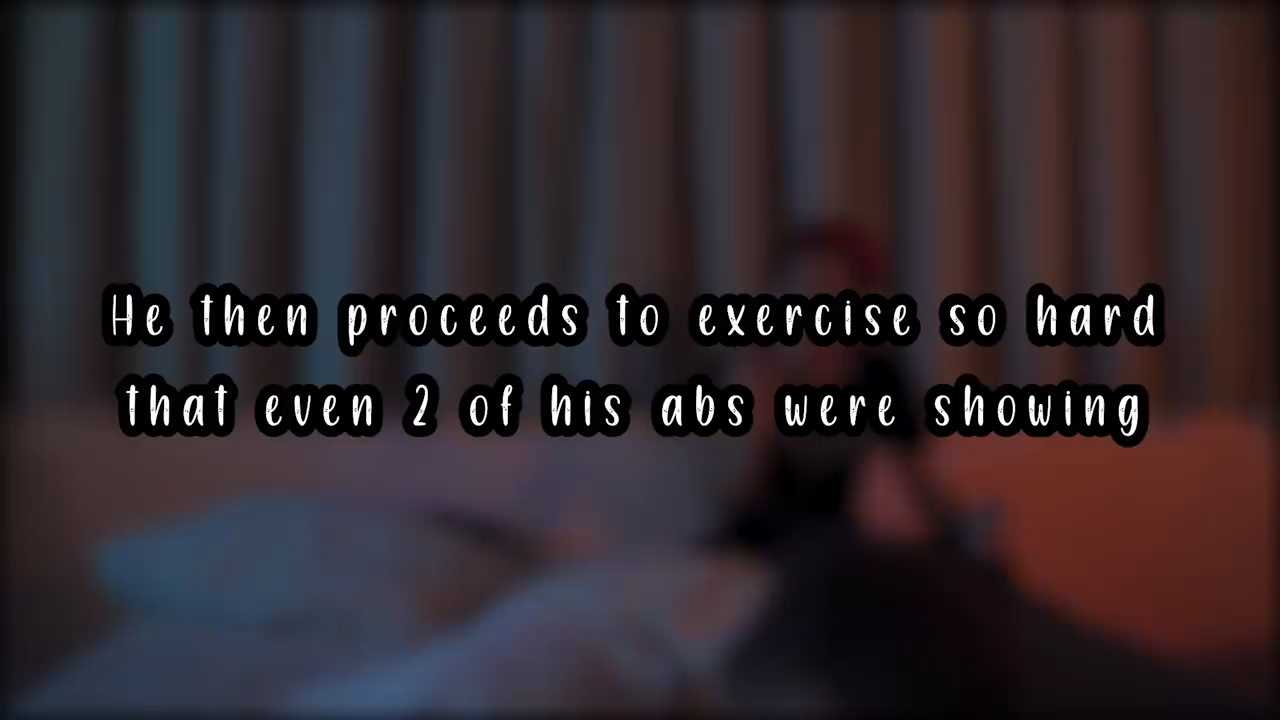 He then proceeds to exercise so hard
that even 2 of his abs were showing